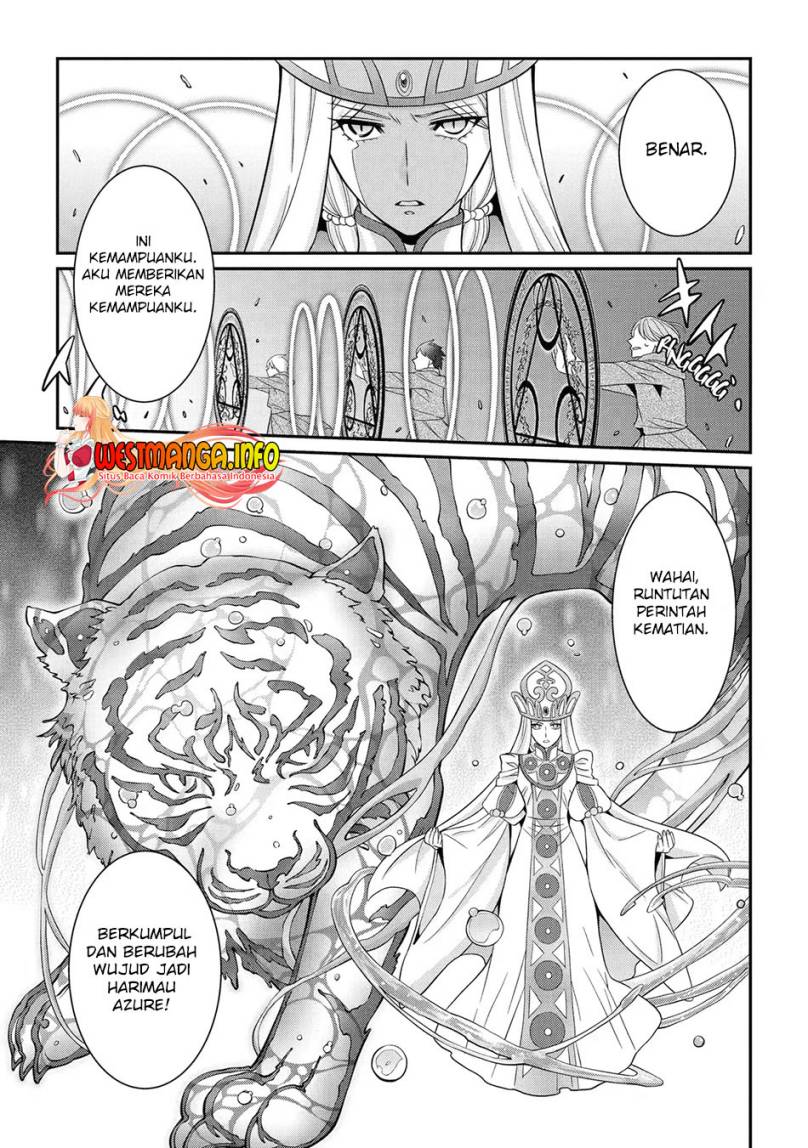 BENAR.
INI
KEMAMPUANKU.
AKU MEMBERIKAN
MEREKA
KEMAMPUANKU.
WESTMANGA.INFO
Situs Baca Komik Berbahasa Indonesia
WAHAI,
RUNTUTAN
PERINTAH
KEMATIAN.
BERKUMPUL
DAN BERUBAH
WUJUD JADI
HARIMAU
AZURE!